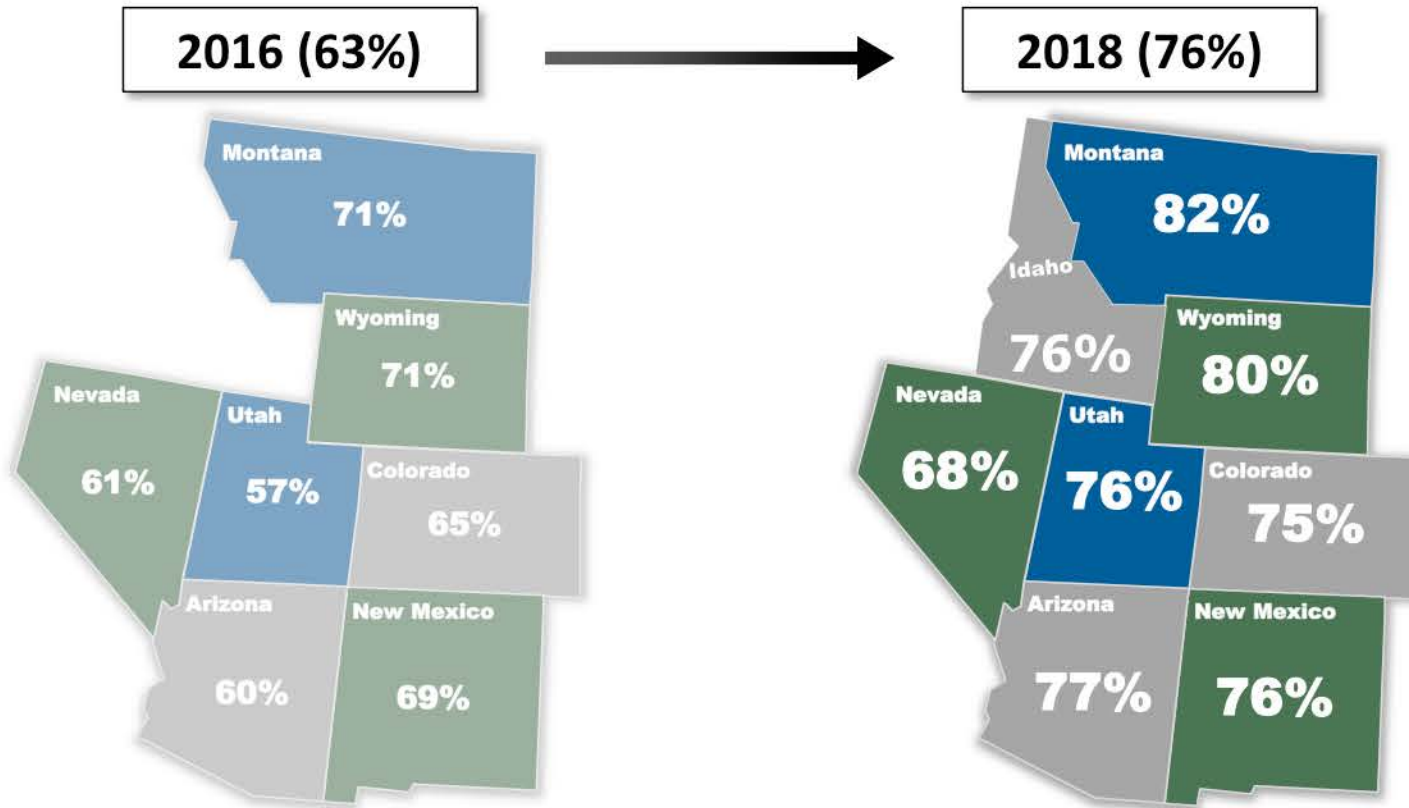 2016 (63%)
Montana
71%
Wyoming
71%
Nevada
61%
Utah
57%
Colorado
65%
Arizona
60%
New Mexico
69%
2018 (76%)
Montana
82%
Idaho
76%
Wyoming
80%
Nevada
68%
Utah
76%
Colorado
75%
Arizona
77%
New Mexico
76%